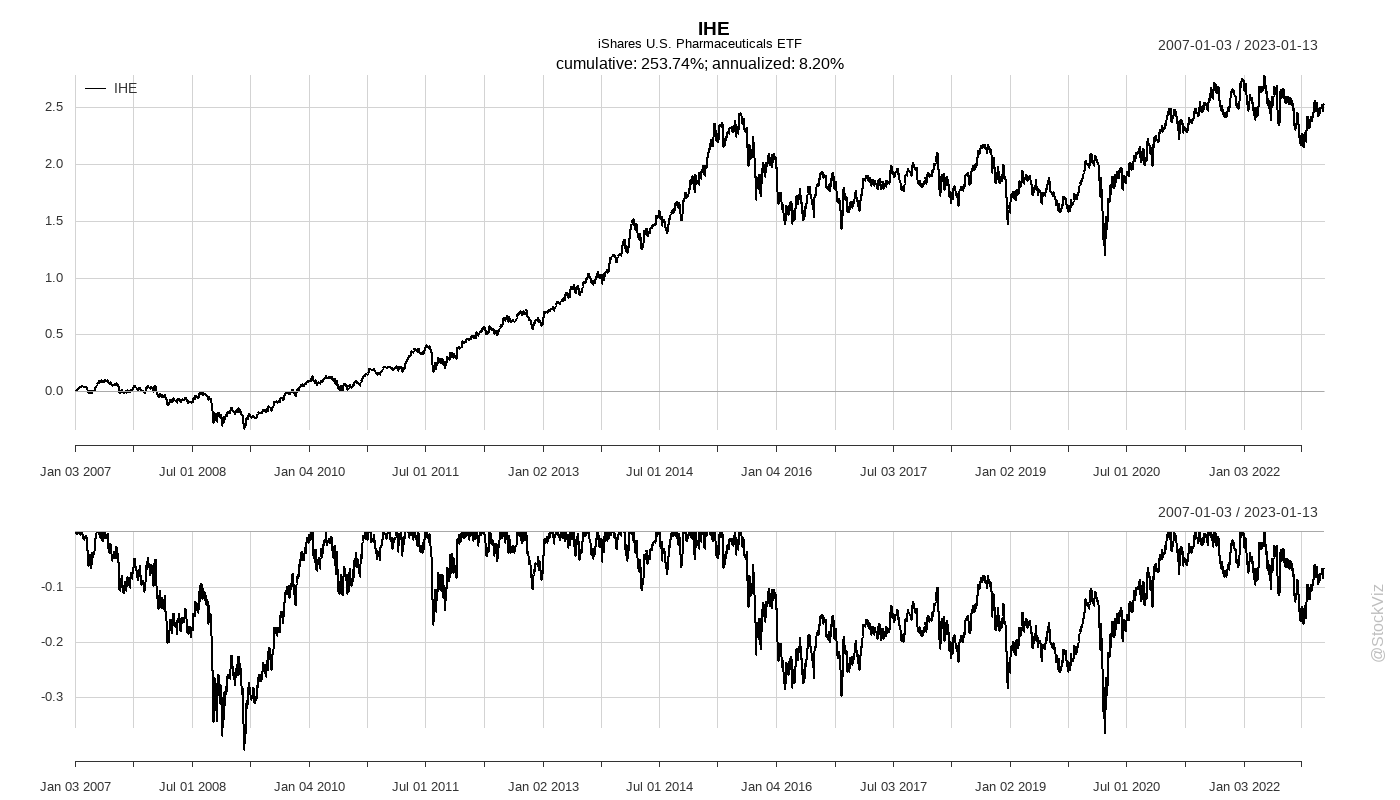 IHE
iShares U.S. Pharmaceuticals ETF
2007-01-03 / 2023-01-13
cumulative: 253.74%; annualized: 8.20%
IHE
2.5
2.0
1.5
1.0
0.5
0.0
Jan 03 2007 Jul 01 2008 Jan 04 2010 Jul 01 2011 Jan 02 2013 Jul 01 2014 Jan 04 2016 Jul 03 2017 Jan 02 2019 Jul 01 2020 Jan 03 2022
2007-01-03 / 2023-01-13
-0.1
-0.2
-0.3
Jan 03 2007 Jul 01 2008 Jan 04 2010 Jul 01 2011 Jan 02 2013 Jul 01 2014 Jan 04 2016 Jul 03 2017 Jan 02 2019 Jul 01 2020 Jan 03 2022
@StockViz